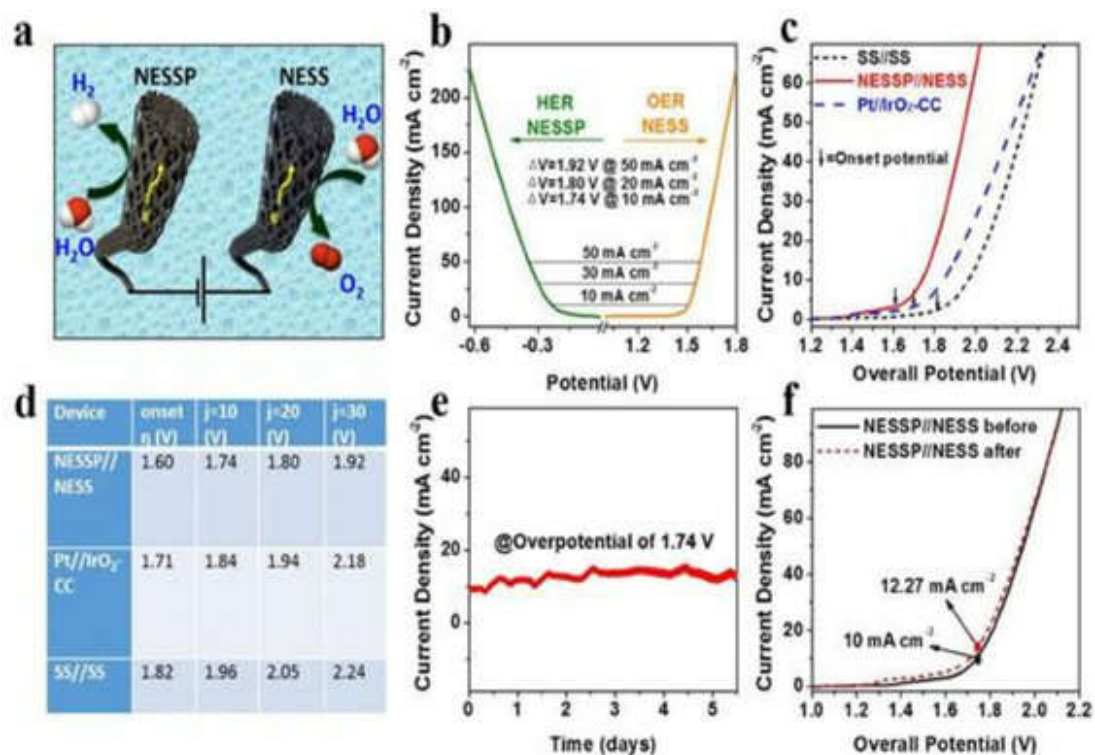 a
NESSP NESS
H₂
H₂O
H₂O
O₂
b
Current Density (mA cm⁻²)
200
150
100
50
0
HER OER
NESSP NESS
ΔV=1.92 V @ 50 mA cm⁻²
ΔV=1.80 V @ 20 mA cm⁻²
ΔV=1.74 V @ 10 mA cm⁻²
50 mA cm⁻²
30 mA cm⁻²
10 mA cm⁻²
-0.6 -0.3 1.2 1.5 1.8
Potential (V)
c
Current Density (mA cm⁻²)
70
60
50
40
30
20
10
0
SS//SS
NESSP//NESS
Pt//IrO₂-CC
=Onset potential
1.2 1.4 1.6 1.8 2.0 2.2 2.4
Overall Potential (V)
d
Device onset j=10 j=20 j=30
η (V) (V) (V) (V)
NESSP// 1.60 1.74 1.80 1.92
NESS
Pt//IrO₂- 1.71 1.84 1.94 2.18
CC
SS//SS 1.82 1.96 2.05 2.24
e
Current Density (mA cm⁻²)
40
20
0
@Overpotential of 1.74 V
0 1 2 3 4 5
Time (days)
f
Current Density (mA cm⁻²)
80
60
40
20
0
NESSP//NESS before
NESSP//NESS after
12.27 mA cm⁻²
10 mA cm⁻²
1.0 1.2 1.4 1.6 1.8 2.0 2.2
Overall Potential (V)